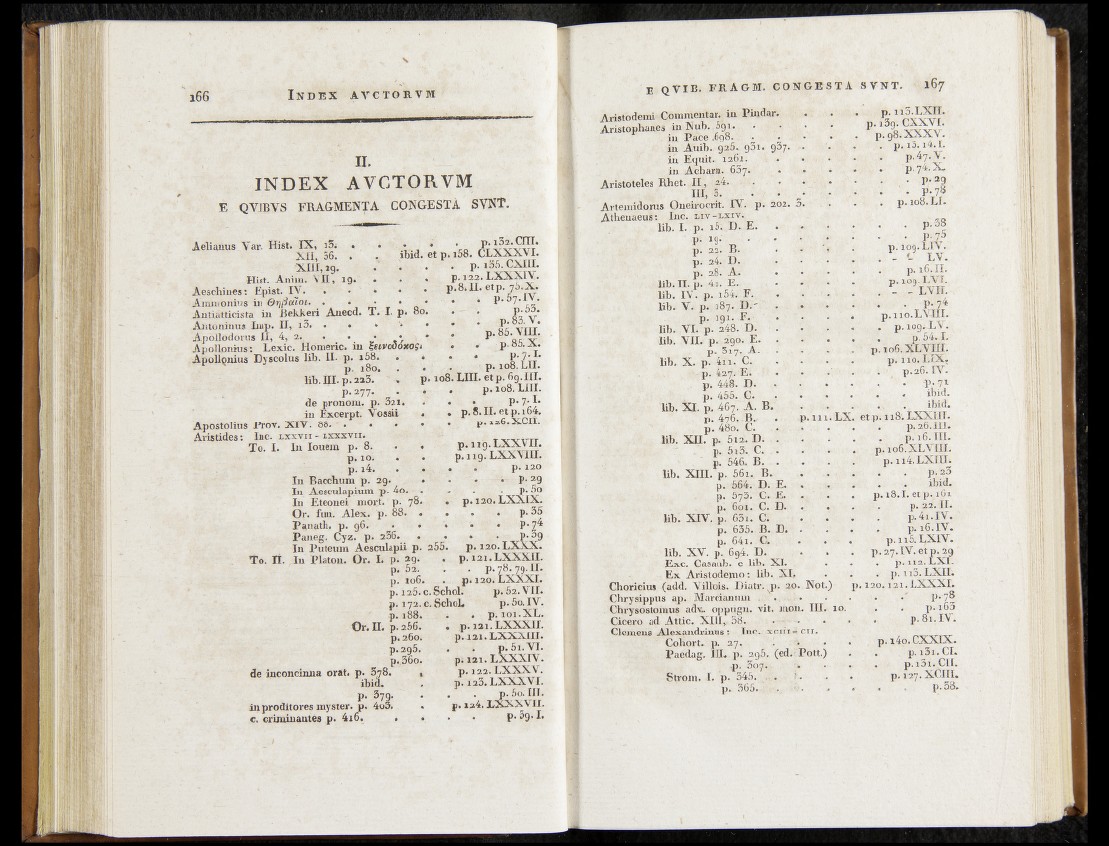 166 INDEX AVCTORVM
II.
INDEX AVCTORVM
E QVIBVS FRAGMENTA CONGESTA SVNT.
Aelianus Var. Hist. IX, 13. . . . . . p. 132. CIII.
XII, 36. . . ibid. et p. 158. CLXXXVI.
XIII, 19. . . . . p. 135. CXIII.
Hist. Anim. VII, 19. . . . p. 122. LXXXIV.
Aeschines: Epist. IV. . . . . p. 8. II. et p. 75. X.
Ammonius in Θηβαῖοι. . . . . . . p. 57. IV.
Antiatticista in Bekkeri Anecd. T. I. p. 80. . . p. 53.
Antoninus Imp. II, 13. . . . . . . p. 83. V.
Apollodorus II, 4, 2. . . . . . . p. 85. VIII.
Apollonius: Lexic. Homeric. in ξεινοδόκος . . p. 85. X.
Apollonius Dyscolus lib. II. p. 158. . . . . p. 7. I.
p. 180. . . . p. 108. LII.
lib. III. p. 223. . p. 108. LIII. et p. 69. III.
p. 277. . . . p. 108. LIII.
de pronom. p. 321. . . . p. 7. I.
in Excerpt. Vossii . . p. 8. II. et p. 164.
Apostolius Prov. XIV. 88. . . . . p. 126. XCII.
Aristides: Inc. LXXVII - LXXXVII.
To. I. In Iouem p. 8. . . p. 119. LXXVII.
p. 10. . . p. 119. LXXVIII.
p. 14. . . . . p. 120
In Bacchum p. 29. . . . . p. 29
In Aesculapium p. 40. . . . . p. 50
In Eteonei mort. p. 78. . p. 120. LXXIX.
Or. fun. Alex. p. 88. . . . . p. 35
Panath. p. 96. . . . . . p. 74
Paneg. Cyz. p. 236. . . . . p. 39
In Puteum Aesculapii p. 255. p. 120. LXXX.
To. II. In Platon. Or. I. p. 29. . p. 121. LXXXII.
p. 52. . . p. 78. 79. II.
p. 106. . p. 120. LXXXI.
p. 125. c. Schol. p. 52. VII.
p. 172. c. Schol. p. 50. IV.
p. 188. . . p. 101. XL.
Or. II. p. 256. . p. 121. LXXXII.
p. 260. p. 121. LXXXIII.
p. 295. . . p. 51. VI.
p. 360. p. 121. LXXXIV.
de inconcinna orat. p. 378. . p. 122. LXXXV.
ibid. . p. 123. LXXXVI.
p. 379. . . . p. 50. III.
in proditores myster. p. 403. . p. 124. LXXXVII.
c. criminantes p. 416. . . . . p. 39. I.
E QVIB. FRAGM. CONGESTA SVNT. 167
Aristodemi Commentar. in Pindar. . . . p. 113. LXII.
Aristophanes in Nub. 591. . . . . p. 139. CXXVI.
in Pace 698. . . . . . p. 98. XXXV.
in Auib. 926. 931. 937. . . . . p. 13. 14. I.
in Equit. 1261. . . . . . p. 47. V.
in Acharn. 637. . . . . . p. 74. X.
Aristoteles Rhet. II, 24. . . . . . . p. 29
III, 3. . . . . . . p. 78
Artemidorus Oneirocrit. IV. p. 202. 3. . . . p. 108. LI.
Athenaeus: Inc. LIV - LXIV.
lib. I. p. 15. D. E. . . . . . . p. 38
p. 19. . . . . . . p. 75
p. 22. B. . . . . p. 109. LIV.
p. 24. D. . . . . - - LV.
p. 28. A. . . . . . p. 16. II.
lib. II. p. 41. E. . . . . p. 109. LVI.
lib. IV. p. 154. F. . . . . - - LVII.
lib. V. p. 187. D. . . . . . . p. 74
p. 191. F. . . . . p. 110. LVIII.
lib. VI. p. 248. D. . . . . . p. 109. LV.
lib. VII. p. 290. E. . . . . . p. 54. I.
p. 317. A. . . . . p. 106. XLVIII.
lib. X. p. 411. C. . . . . . p. 110. LIX.
p. 427. E. . . . . . p. 26. IV.
p. 448. D. . . . . . . p. 71
p. 455. C. . . . . . . ibid.
lib. XI. p. 467. A. B. . . . . . . ibid.
p. 476. B. . p. 111. LX. et p. 128. LXXIII.
p. 480. C. . . . . . p. 26. III.
lib. XII. p. 512. D. . . . . . p. 16. III.
p. 513. C. . . . . p. 106. XLVIII.
p. 546. B. . . . . p. 114. LXIII.
lib. XIII. p. 561. B. . . . . . . p. 23
p. 564. D. E. . . . . . ibid.
p. 573. C. E. . . . p. 18. I. et p. 161
p. 601. C. D. . . . . p. 22. II.
lib. XIV. p. 631. C. . . . . p. 41. IV.
p. 635. B. D. . . . . p. 16. IV.
p. 641. C. . . . p. 115. LXIV.
lib. XV. p. 694. D. . . . p. 27. IV. et p. 29
Exc. Casaub. e lib. XI. . . . p. 112. LXI.
Ex Aristodemo: lib. XI. . . . p. 113. LXII.
Choricius (add. Villois. Diatr. p. 20. Not.) p. 120. 121. LXXXI.
Chrysippus ap. Marcianum . . . . . . p. 78
Chrysostomus adv. oppugn. vit. mon. III. 10. . . . p. 163
Cicero ad Attic. XIII, 38. . . . . . p. 81. IV.
Clemens Alexandrinus: Inc. XCIII - CII.
Cohort. p. 27. . . . . p. 140. CXXIX.
Paedag. III. p. 295. (ed. Pott.) . . p. 131. CI.
p. 307. . . . . p. 131. CII.
Strom. I. p. 345. . . . . p. 127. XCIII.
p. 365. . . . . . . p. 38.